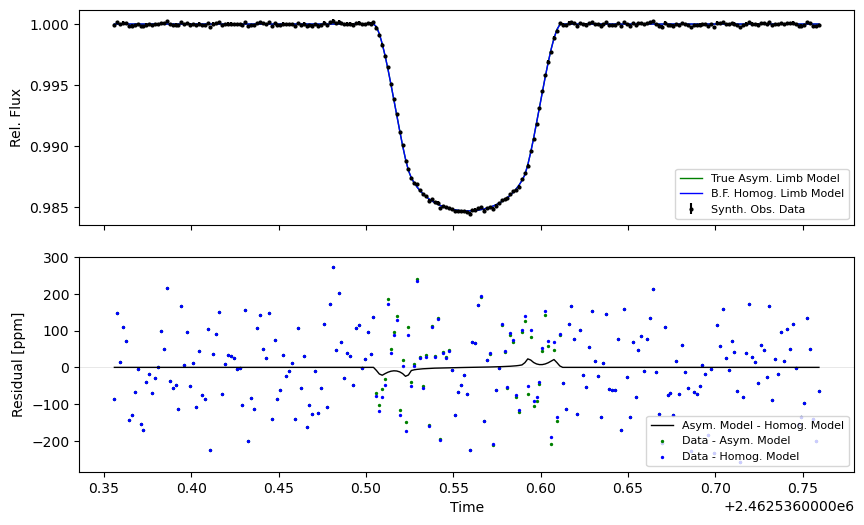 1.000
0.995
0.990
0.985
Rel. Flux
True Asym. Limb Model
B.F. Homog. Limb Model
Synth. Obs. Data
300
200
100
0
−100
−200
Residual [ppm]
Asym. Model - Homog. Model
Data - Asym. Model
Data - Homog. Model
0.35 0.40 0.45 0.50 0.55 0.60 0.65 0.70 0.75
Time
+2.4625360000e6